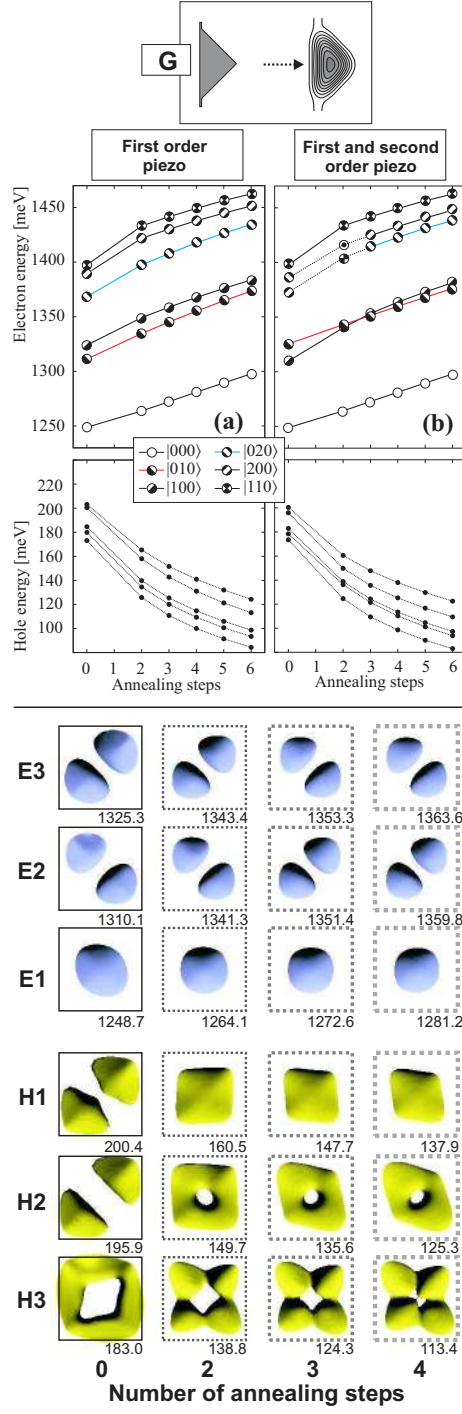 G
First order
piezo
First and second
order piezo
Electron energy [meV]
1450
1400
1350
1300
1250
(a)
(b)
|000⟩
|020⟩
|010⟩
|200⟩
|100⟩
|110⟩
Hole energy [meV]
220
200
180
160
140
120
100
0 1 2 3 4 5 6
0 1 2 3 4 5 6
Annealing steps
Annealing steps
E3
1325.3
1343.4
1353.3
1363.6
E2
1310.1
1341.3
1351.4
1359.8
E1
1248.7
1264.1
1272.6
1281.2
H1
200.4
160.5
147.7
137.9
H2
195.9
149.7
135.6
125.3
H3
183.0
138.8
124.3
113.4
0 2 3 4
Number of annealing steps